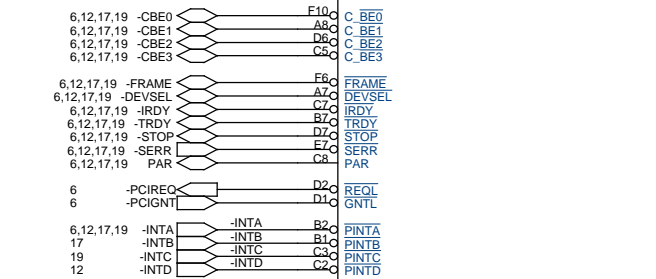 6,12,17,19 -CBE0 F10 C_BE0
6,12,17,19 -CBE1 A8 C_BE1
6,12,17,19 -CBE2 D6 C_BE2
6,12,17,19 -CBE3 C5 C_BE3
6,12,17,19 -FRAME F6 FRAME
6,12,17,19 -DEVSEL A7 DEVSEL
6,12,17,19 -IRDY C7 IRDY
6,12,17,19 -TRDY B7 TRDY
6,12,17,19 -STOP D7 STOP
6,12,17,19 -SERR E7 SERR
6,12,17,19 PAR C8 PAR
6 -PCIREQ D2 REQL
6 -PCIGNT D1 GNTL
6,12,17,19 -INTA -INTA B2 PINTA
17 -INTB -INTB B1 PINTB
19 -INTC -INTC C3 PINTC
12 -INTD -INTD C2 PINTD